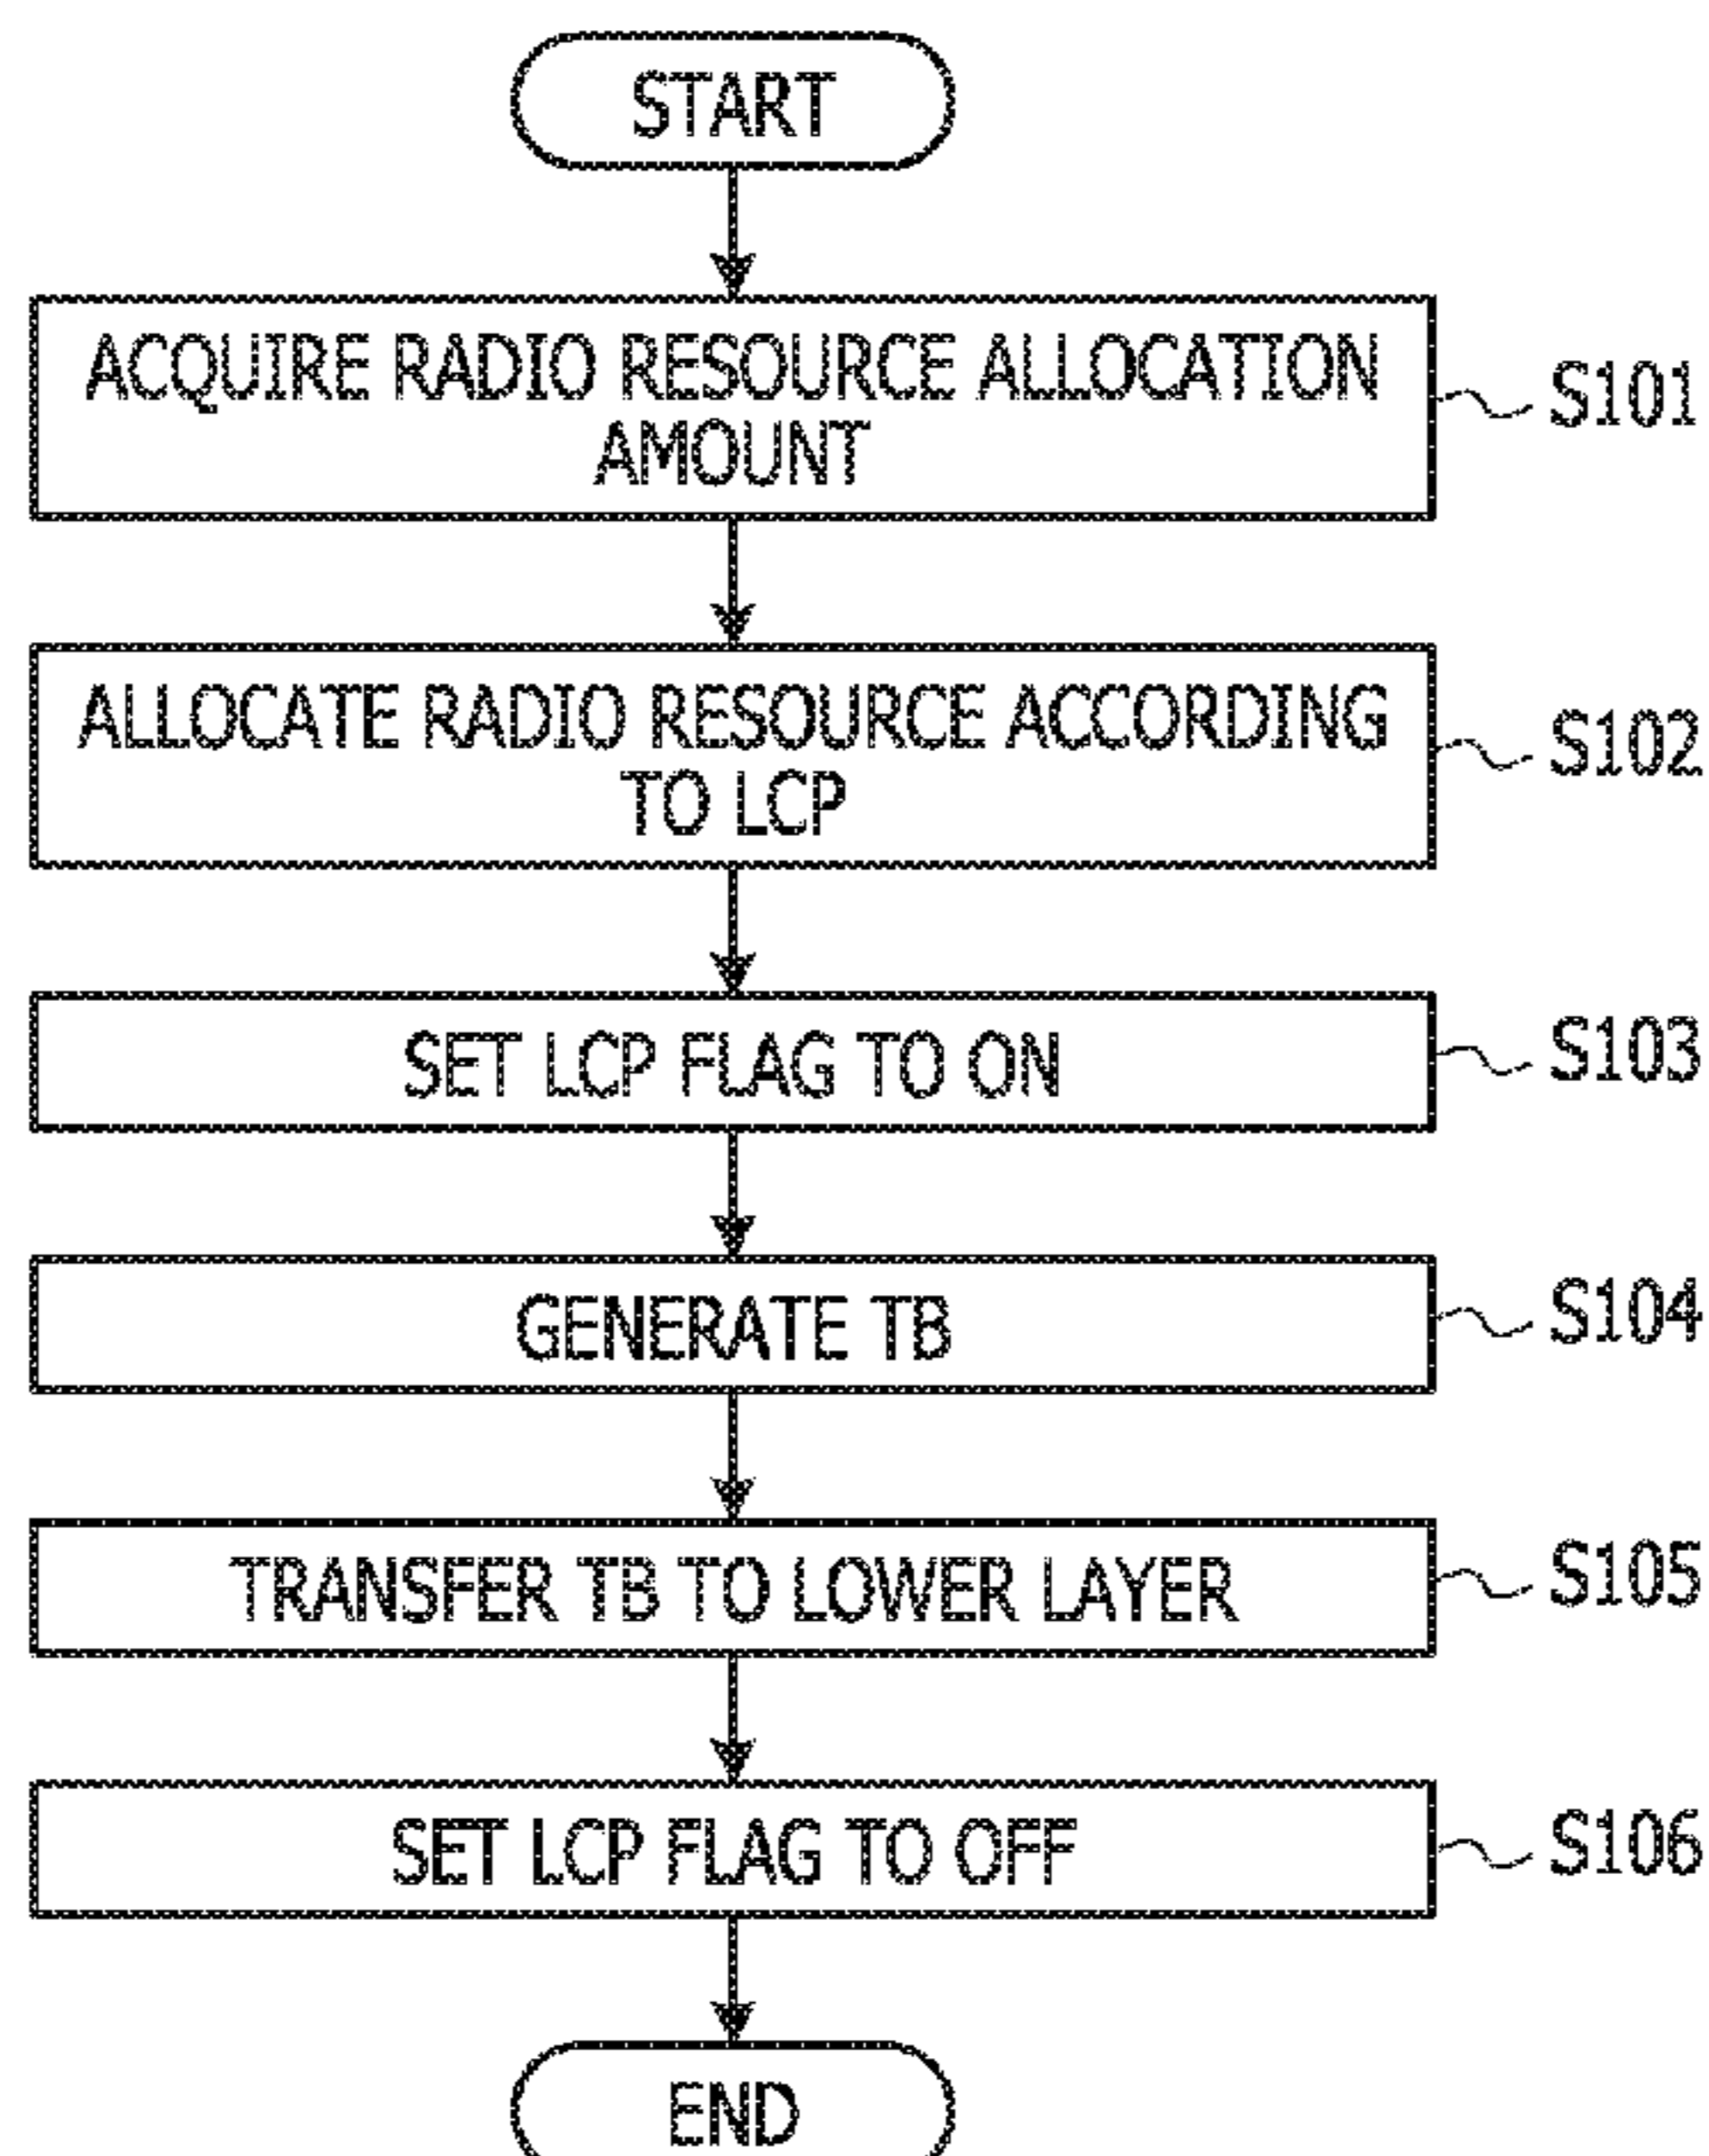 START
ACQUIRE RADIO RESOURCE ALLOCATION
AMOUNT
S101
ALLOCATE RADIO RESOURCE ACCORDING
TO LCP
S102
SET LCP FLAG TO ON
S103
GENERATE TB
S104
TRANSFER TB TO LOWER LAYER
S105
SET LCP FLAG TO OFF
S106
END